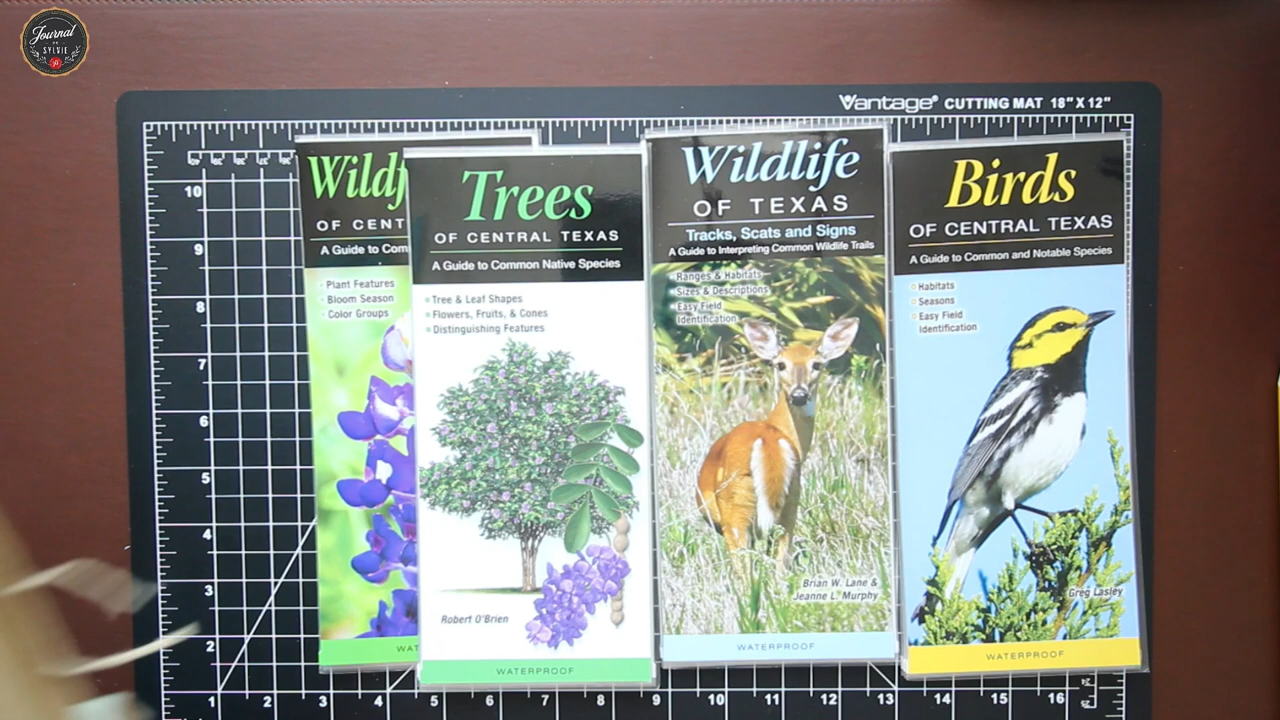 Journal
SYLVIE
Vantage® CUTTING MAT 18" X 12"
Wildf
OF CENT
A Guide to Com
Plant Features
Bloom Season
Color Groups
WAT
Trees
OF CENTRAL TEXAS
A Guide to Common Native Species
Tree & Leaf Shapes
Flowers, Fruits, & Cones
Distinguishing Features
Robert O'Brien
WATERPROOF
Wildlife
OF TEXAS
Tracks, Scats and Signs
A Guide to Interpreting Common Wildlife Trails
Ranges & Habitats
Sizes & Descriptions
Easy Field
Identification
Brian W. Lane &
Jeanne L. Murphy
WATERPROOF
Birds
OF CENTRAL TEXAS
A Guide to Common and Notable Species
Habitats
Seasons
Easy Field
Identification
Greg Lasley
WATERPROOF
10
9
8
7
6
5
4
3
2
1 2 3 4 5 6 7 8 9 10 11 12 13 14 15 16